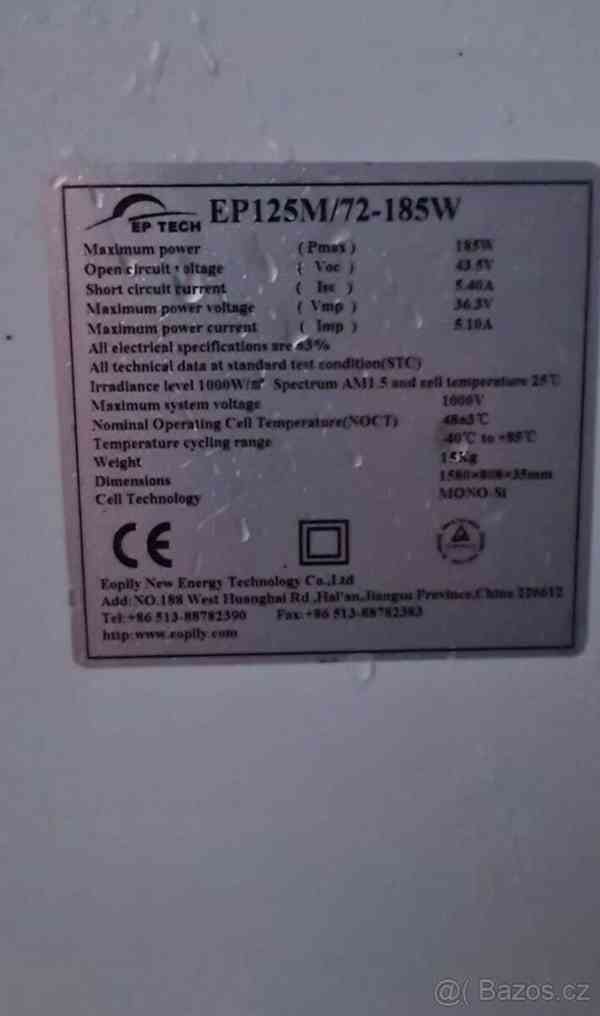 EP TECH EP125M/72-185W
Maximum power (Pmax) 185W
Open circuit voltage ( Voc ) 43.5V
Short circuit current ( Isc ) 5.40A
Maximum power voltage ( Vmp ) 36.3V
Maximum power current ( Imp ) 5.10A
All electrical specifications are ±3%
All technical data at standard test condition(STC)
Irradiance level 1000W/㎡ Spectrum AM1.5 and cell temperature 25℃
Maximum system voltage 1000V
Nominal Operating Cell Temperature(NOCT) 48±3℃
Temperature cycling range -40℃ to +85℃
Weight 15Kg
Dimensions 1580×808×35mm
Cell Technology MONO-Si
CE
Eoplly New Energy Technology Co.,Ltd
Add:NO.188 West Huanghai Rd.,Hai'an,Jiangsu Province,China 226612
Tel:+86 513-88782390 Fax:+86 513-88782383
http:www.eoplly.com
@( Bazos.cz